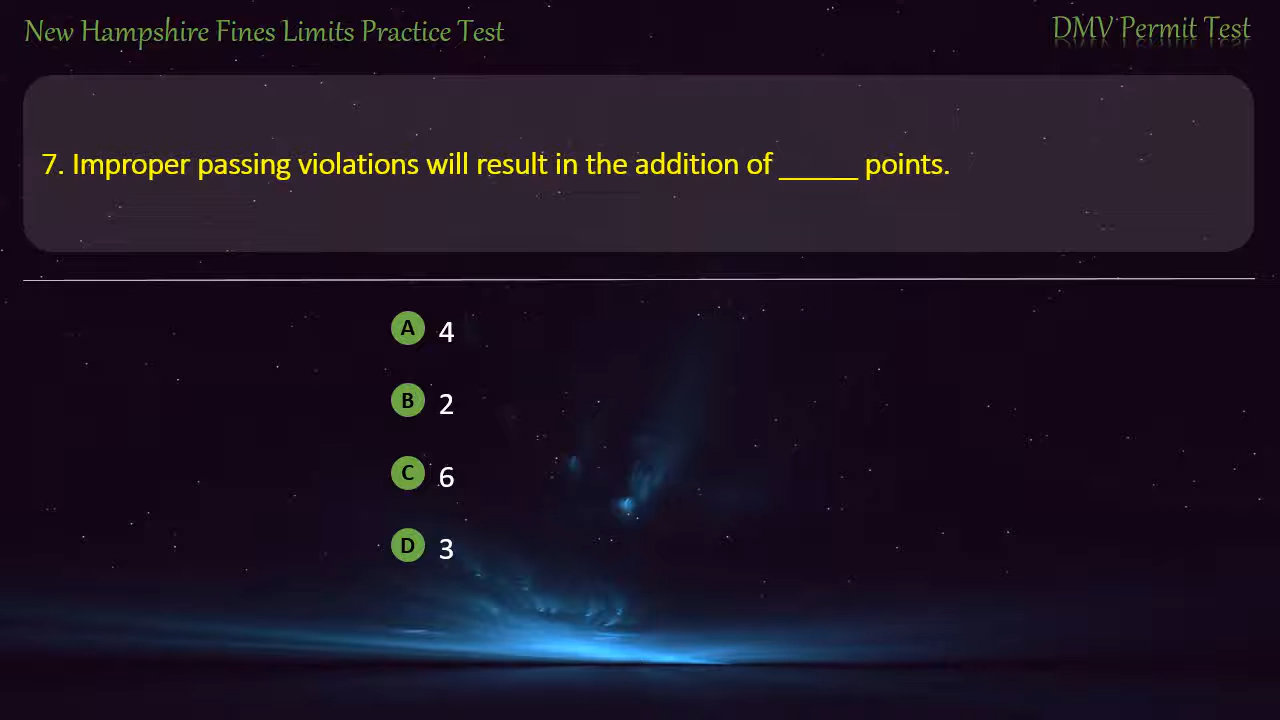 New Hampshire Fines Limits Practice Test
DMV Permit Test
7. Improper passing violations will result in the addition of _____ points.
A 4
B 2
C 6
D 3